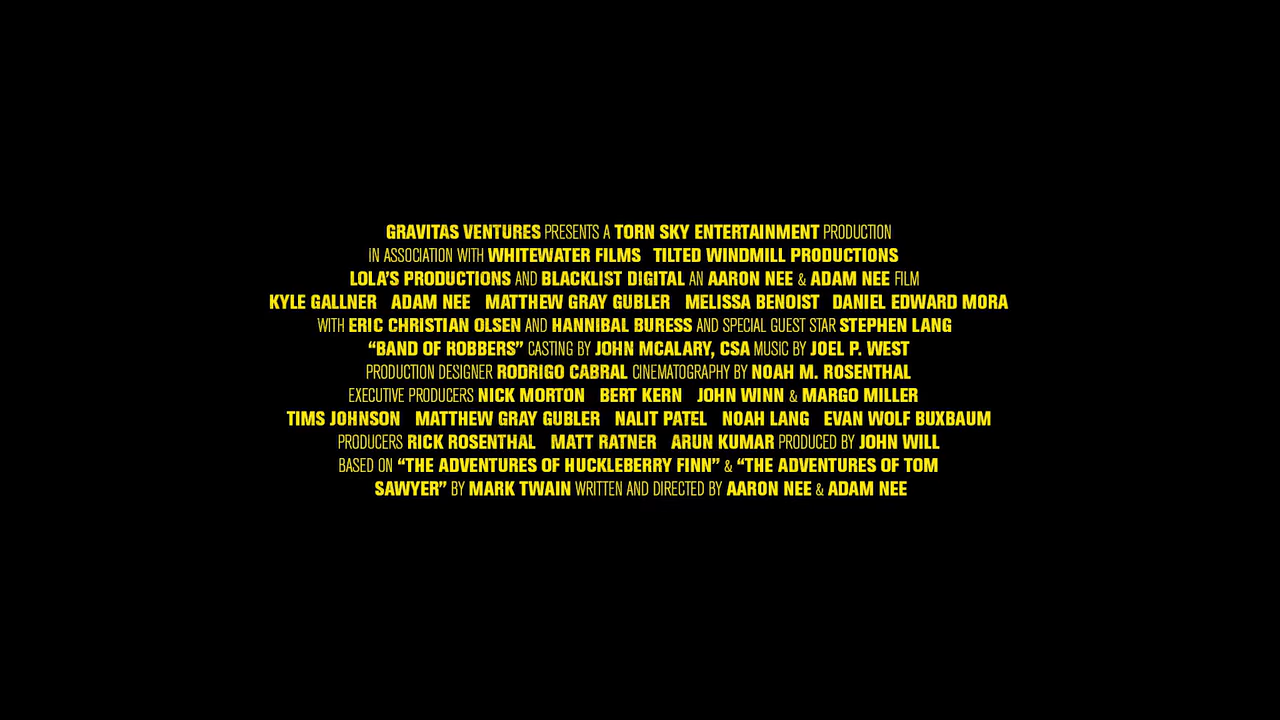 GRAVITAS VENTURES PRESENTS A TORN SKY ENTERTAINMENT PRODUCTION
IN ASSOCIATION WITH WHITEWATER FILMS TILTED WINDMILL PRODUCTIONS
LOLA’S PRODUCTIONS AND BLACKLIST DIGITAL AN AARON NEE & ADAM NEE FILM
KYLE GALLNER ADAM NEE MATTHEW GRAY GUBLER MELISSA BENOIST DANIEL EDWARD MORA
WITH ERIC CHRISTIAN OLSEN AND HANNIBAL BURESS AND SPECIAL GUEST STAR STEPHEN LANG
“BAND OF ROBBERS” CASTING BY JOHN MCALARY, CSA MUSIC BY JOEL P. WEST
PRODUCTION DESIGNER RODRIGO CABRAL CINEMATOGRAPHY BY NOAH M. ROSENTHAL
EXECUTIVE PRODUCERS NICK MORTON BERT KERN JOHN WINN & MARGO MILLER
TIMS JOHNSON MATTHEW GRAY GUBLER NALIT PATEL NOAH LANG EVAN WOLF BUXBAUM
PRODUCERS RICK ROSENTHAL MATT RATNER ARUN KUMAR PRODUCED BY JOHN WILL
BASED ON “THE ADVENTURES OF HUCKLEBERRY FINN” & “THE ADVENTURES OF TOM
SAWYER” BY MARK TWAIN WRITTEN AND DIRECTED BY AARON NEE & ADAM NEE